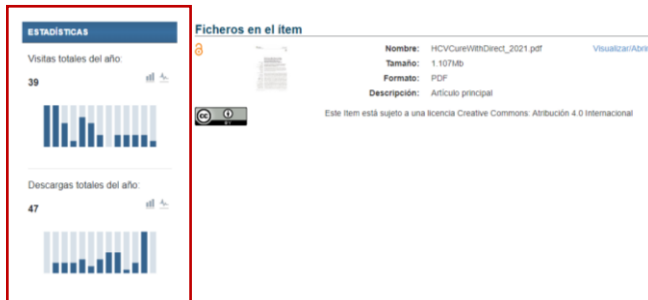 ESTADÍSTICAS
Visitas totales del año:
39
Descargas totales del año:
47
Ficheros en el ítem
Nombre: HCVCureWithDirect_2021.pdf
Visualizar/Abrir
Tamaño: 1.107Mb
Formato: PDF
Descripción: Artículo principal
cc
BY
Este ítem está sujeto a una licencia Creative Commons: Atribución 4.0 Internacional